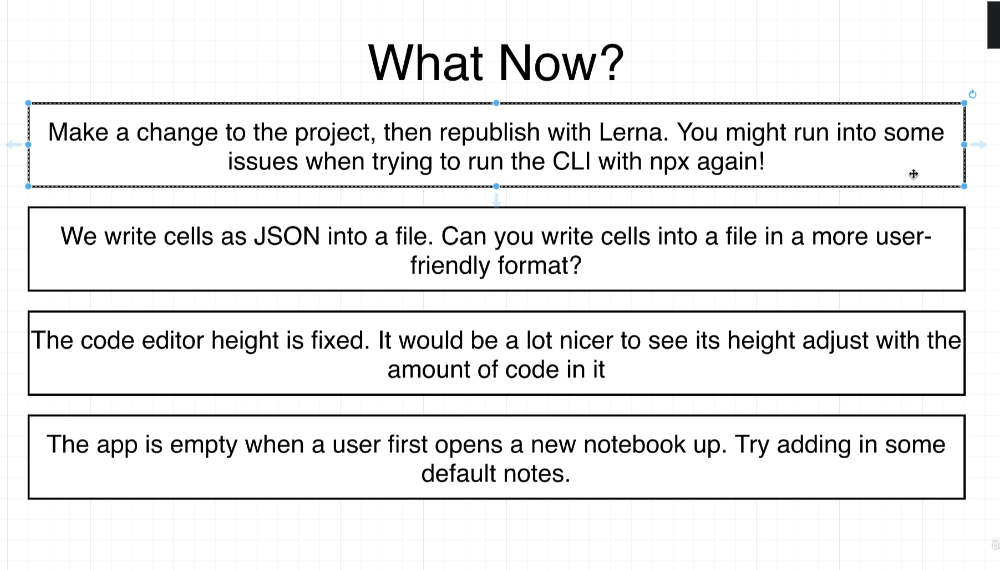 What Now?
Make a change to the project, then republish with Lerna. You might run into some
issues when trying to run the CLI with npx again!
We write cells as JSON into a file. Can you write cells into a file in a more user-
friendly format?
The code editor height is fixed. It would be a lot nicer to see its height adjust with the
amount of code in it
The app is empty when a user first opens a new notebook up. Try adding in some
default notes.